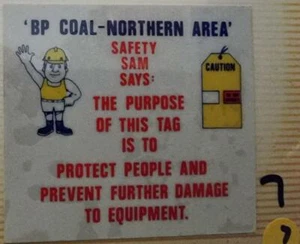 'BP COAL-NORTHERN AREA'
SAFETY
SAM
SAYS:
CAUTION
THE PURPOSE
OF THIS TAG
IS TO
PROTECT PEOPLE AND
PREVENT FURTHER DAMAGE
TO EQUIPMENT.